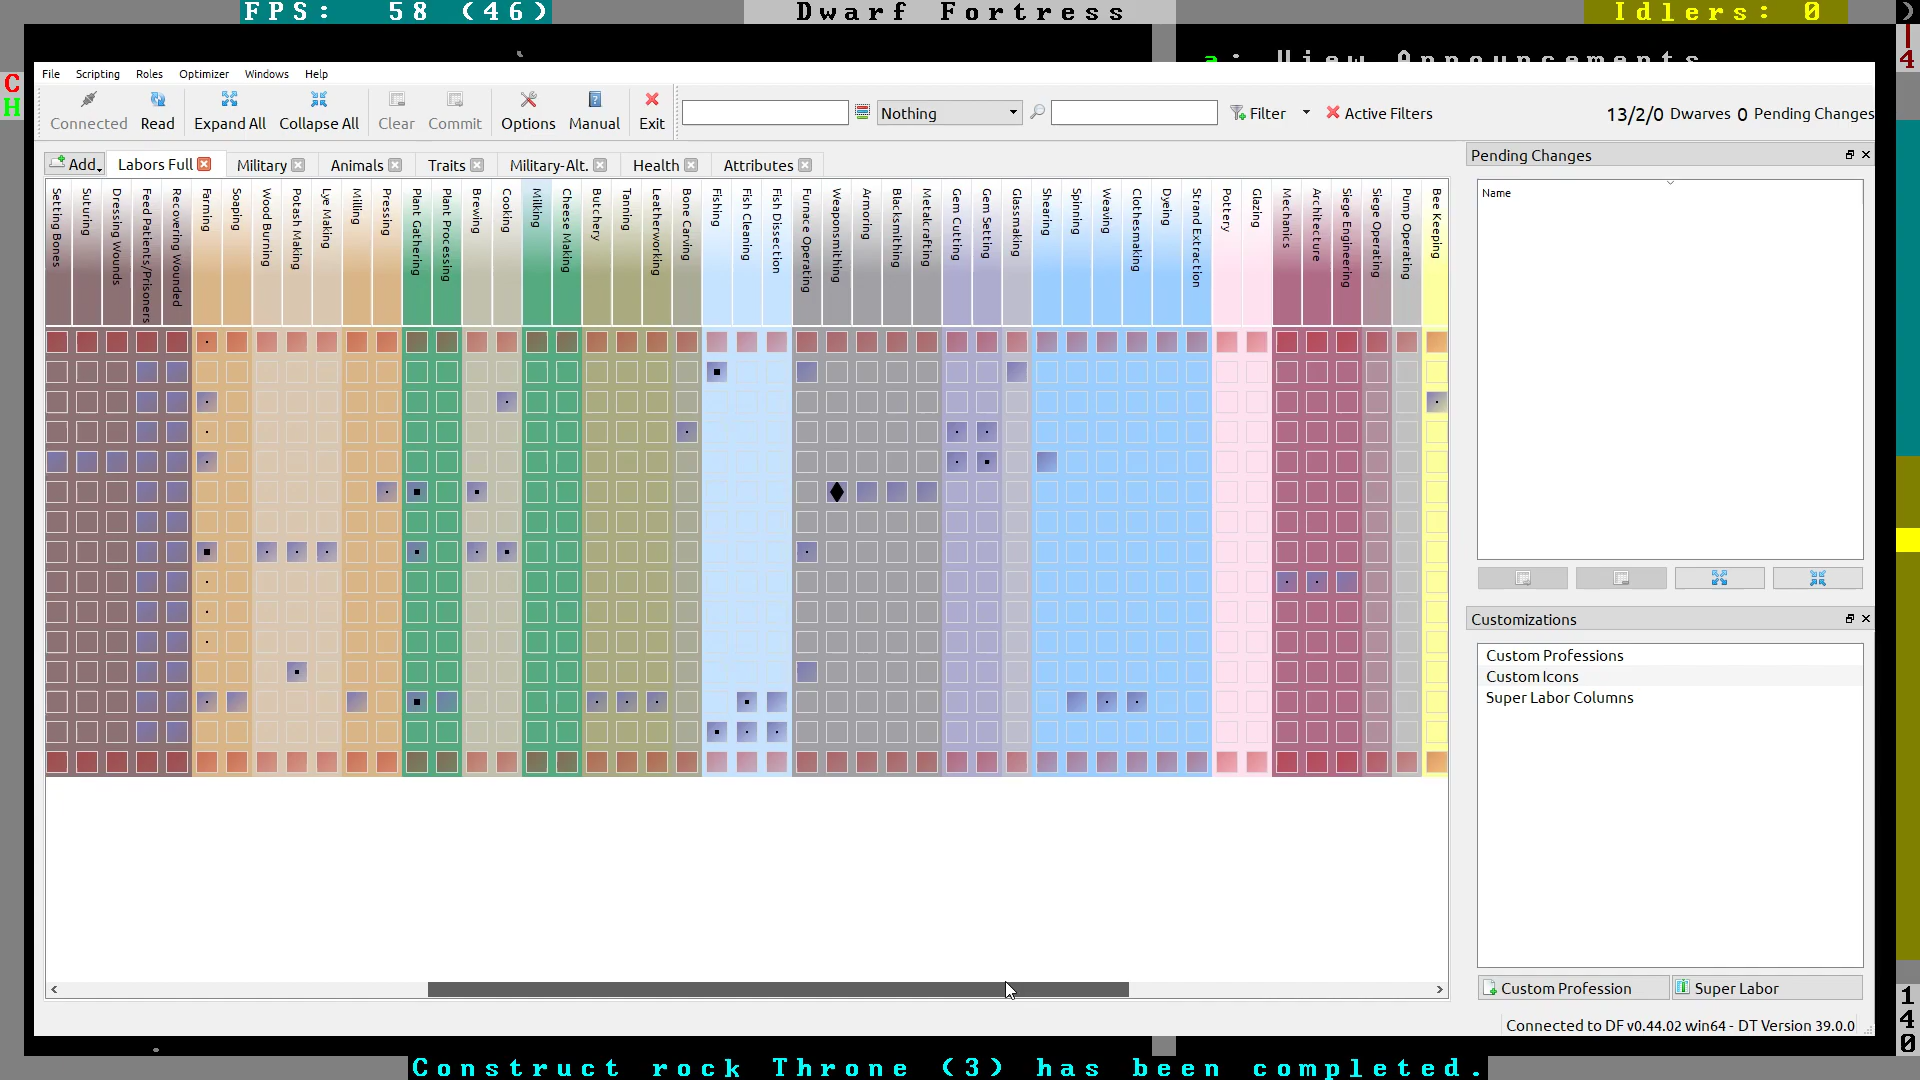 FPS: 58 (46)
Dwarf Fortress
Idlers: 0
a: View Announcements
C
H
4
File Scripting Roles Optimizer Windows Help
Connected Read Expand All Collapse All Clear Commit Options Manual Exit
Nothing
Filter
Active Filters
13/2/0 Dwarves 0 Pending Changes
Add
Labors Full
Military
Animals
Traits
Military-Alt.
Health
Attributes
Setting Bones
Suturing
Dressing Wounds
Feed Patients/Prisoners
Recovering Wounded
Farming
Soaping
Wood Burning
Potash Making
Lye Making
Milling
Pressing
Plant Gathering
Plant Processing
Brewing
Cooking
Milking
Cheese Making
Butchery
Tanning
Leatherworking
Bone Carving
Fishing
Fish Cleaning
Fish Dissection
Furnace Operating
Weaponsmithing
Armoring
Blacksmithing
Metalcrafting
Gem Cutting
Gem Setting
Glassmaking
Shearing
Spinning
Weaving
Clothesmaking
Dyeing
Strand Extraction
Pottery
Glazing
Mechanics
Architecture
Siege Engineering
Siege Operating
Pump Operating
Bee Keeping
Pending Changes
Name
Customizations
Custom Professions
Custom Icons
Super Labor Columns
Custom Profession
Super Labor
Connected to DF v0.44.02 win64 - DT Version 39.0.0
1
4
0
Construct rock Throne (3) has been completed.